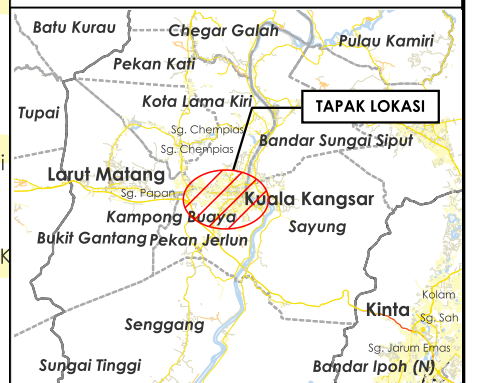 Batu Kurau
Chegar Galah
Pulau Kamiri
Pekan Kati
Kota Lama Kiri
TAPAK LOKASI
Tupai
Sg. Chempias
Bandar Sungai Siput
Sg. Chempias
i
Larut Matang
Sg. Papan
Kuala Kangsar
Kampong Buaya
Sayung
Bukit Gantang
Pekan Jerlun
K
Kolam
Kinta
Sg. Sah
Senggang
Sg. Jarum Emas
Sungai Tinggi
Bandar Ipoh (N)